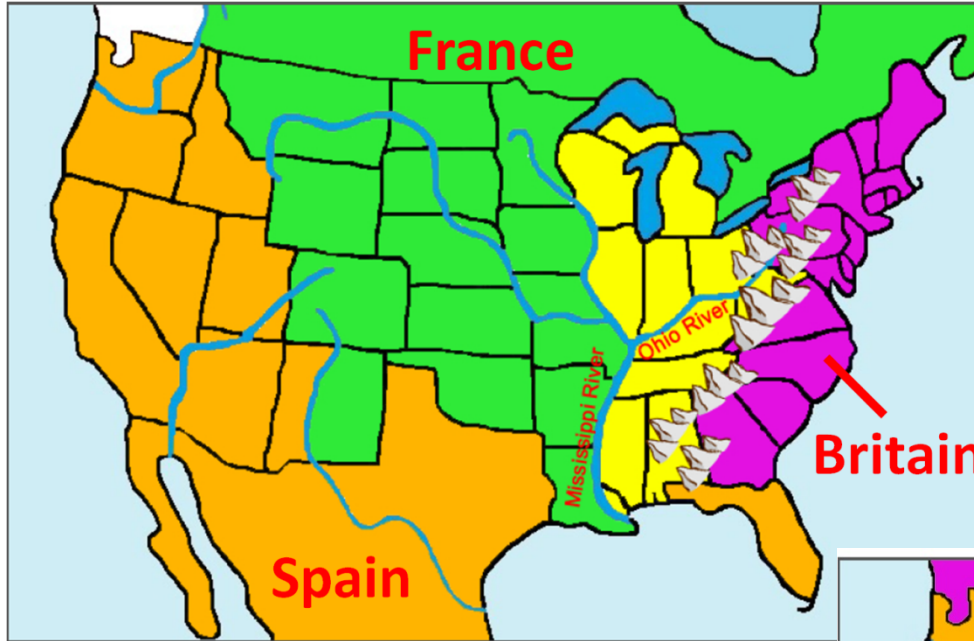 France
Ohio River
Mississippi River
Britain
Spain